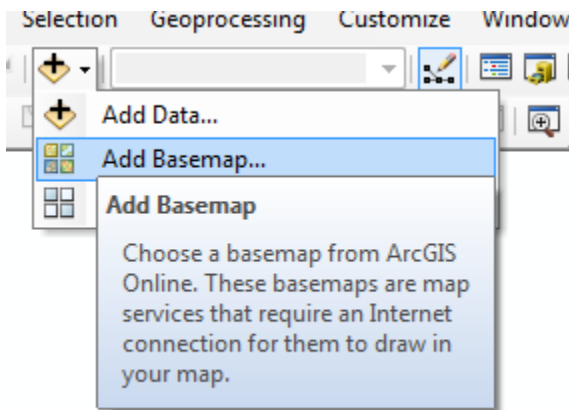 Selection Geoprocessing Customize Window
Add Data...
Add Basemap...
Add Basemap
Choose a basemap from ArcGIS
Online. These basemaps are map
services that require an Internet
connection for them to draw in
your map.